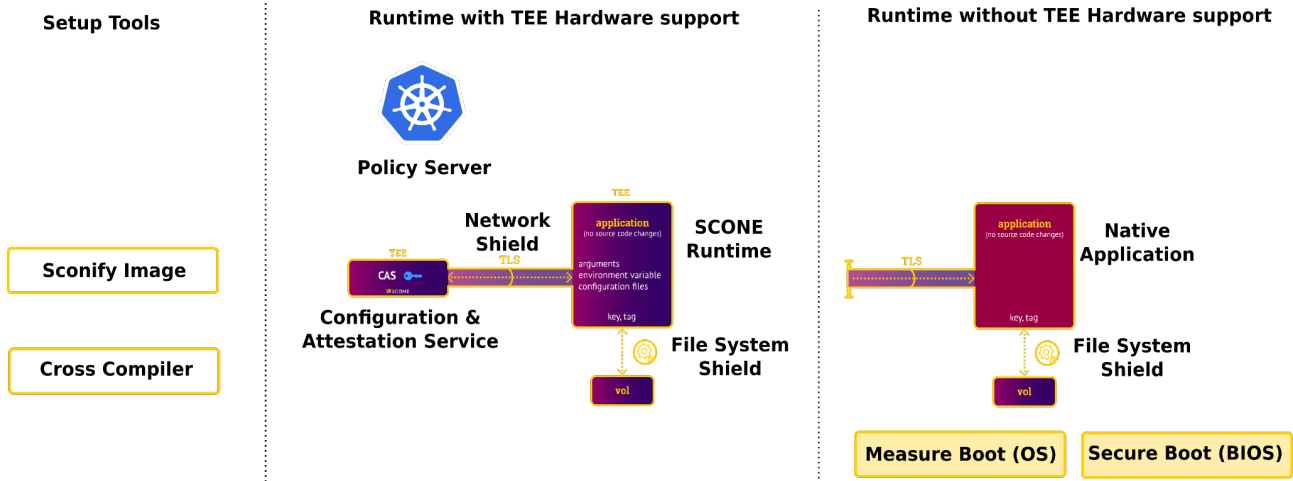 Setup Tools
Sconify Image
Cross Compiler
Runtime with TEE Hardware support
Policy Server
TEE
CAS
SCONE
Configuration &
Attestation Service
Network
Shield
TLS
TEE
application
(no source code changes)
arguments
environment variable
configuration files
key, tag
SCONE
Runtime
File System
Shield
vol
Runtime without TEE Hardware support
TLS
application
(no source code changes)
key, tag
Native
Application
File System
Shield
vol
Measure Boot (OS)
Secure Boot (BIOS)